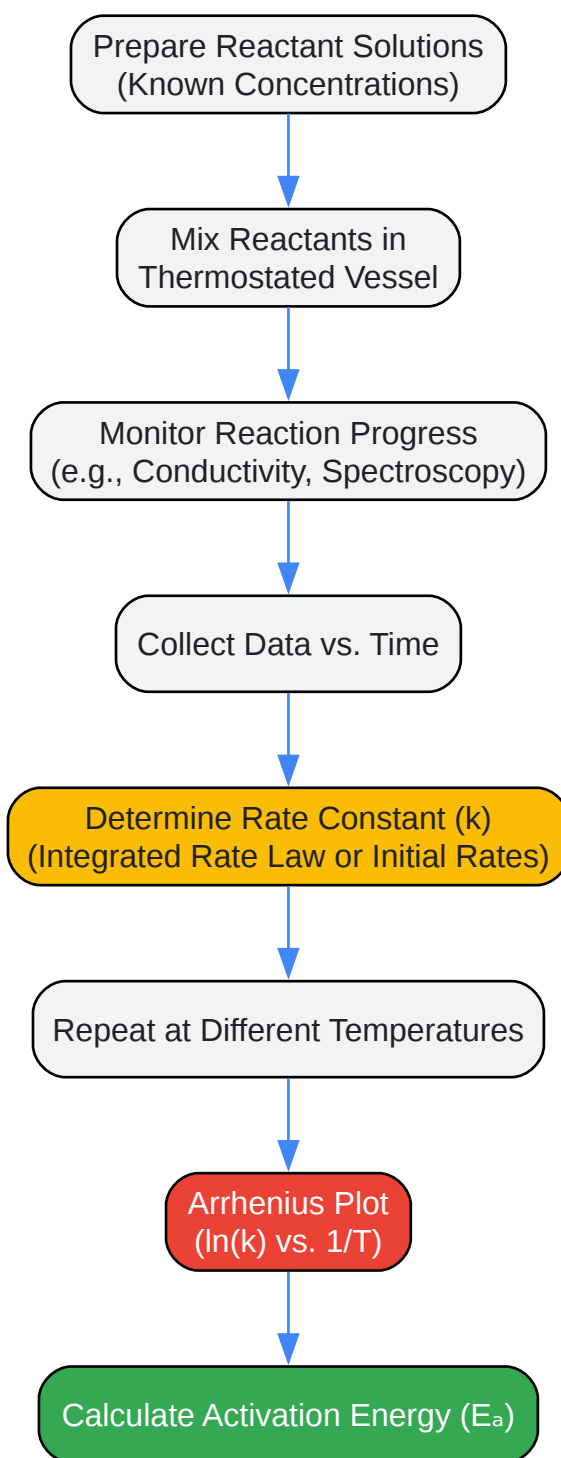 Prepare Reactant Solutions
(Known Concentrations)
Mix Reactants in
Thermostated Vessel
Monitor Reaction Progress
(e.g., Conductivity, Spectroscopy)
Collect Data vs. Time
Determine Rate Constant (k)
(Integrated Rate Law or Initial Rates)
Repeat at Different Temperatures
Arrhenius Plot
(ln(k) vs. 1/T)
Calculate Activation Energy (Eₐ)